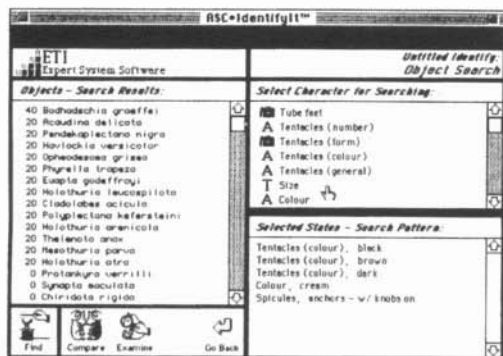 ASC•IdentifyIt™
ETI
Expert System Software
Untitled Identify:
Object Search
Objects - Search Results:
40 Bodhadschia graeffei
20 Acaudina delicata
20 Pendekaplectana nigra
20 Havlockia versicolor
20 Opheodesoma grisea
20 Phyrella trapeza
20 Euapta godeffroyi
20 Holothuria leucospilota
20 Cladolabes acicula
20 Polyplectana kefersteini
20 Holothuria arenicola
20 Thelenota anax
20 Mesothuria parva
20 Holothuria atra
0 Protankyra verrilli
0 Synapta maculata
0 Chiridota rigida
Select Character for Searching:
Tube feet
A Tentacles (number)
Tentacles (form)
A Tentacles (colour)
A Tentacles (general)
T Size
A Colour
Selected States - Search Pattern:
Tentacles (colour), black
Tentacles (colour), brown
Tentacles (colour), dark
Colour, cream
Spicules, anchors - w/ knobs on
Find
Compare
Examine
Go Back